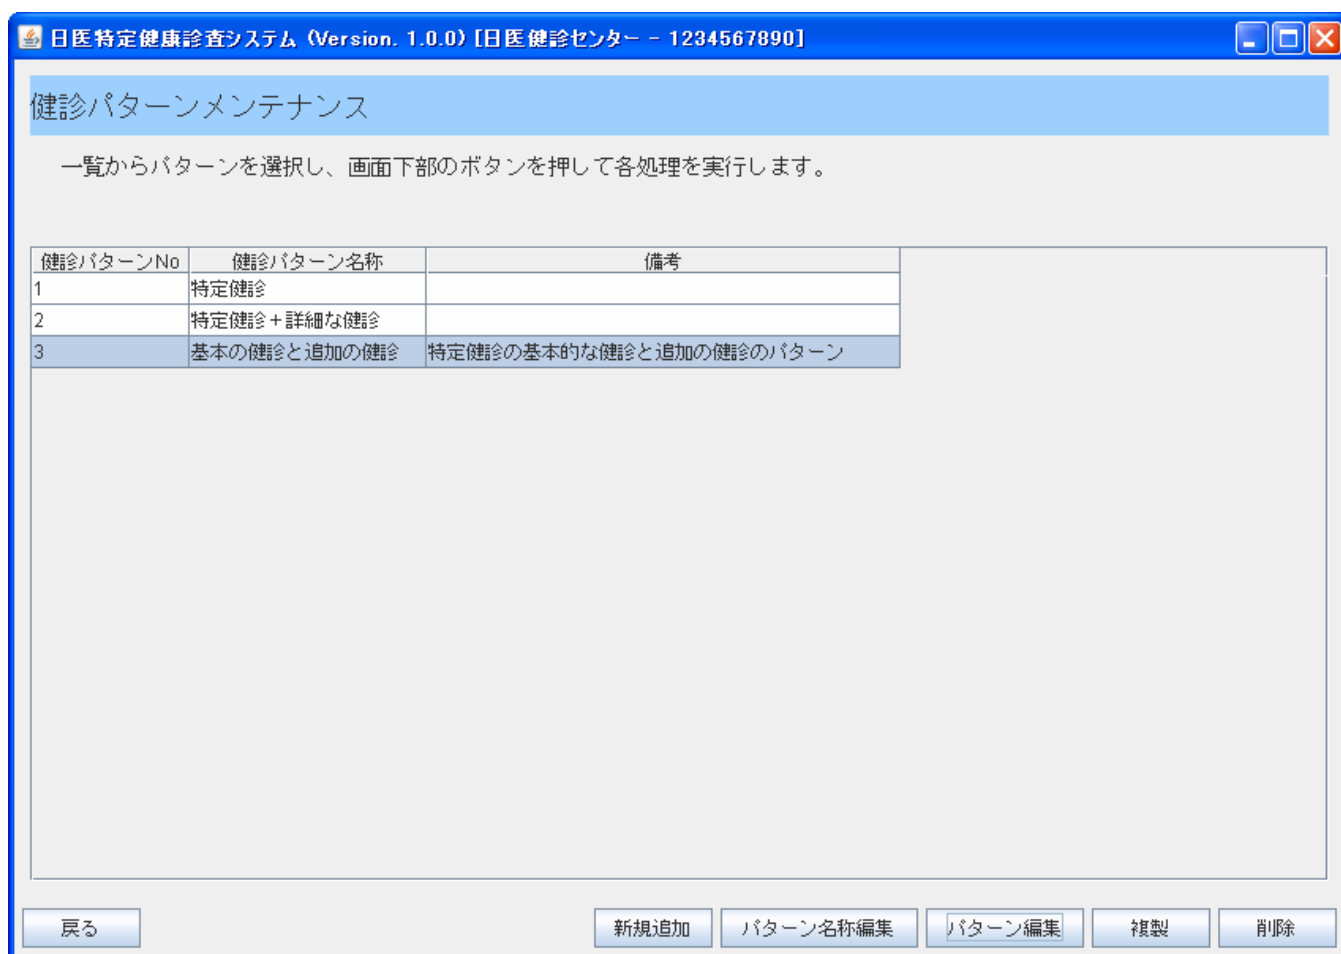 日医特定健康診査システム (Version. 1.0.0) [日医健診センター - 1234567890]
健診パターンメンテナンス
一覧からパターンを選択し、画面下部のボタンを押して各処理を実行します。
健診パターンNo 健診パターン名称 備考
1 特定健診
2 特定健診+詳細な健診
3 基本の健診と追加の健診 特定健診の基本的な健診と追加の健診のパターン
戻る 新規追加 パターン名称編集 パターン編集 複製 削除